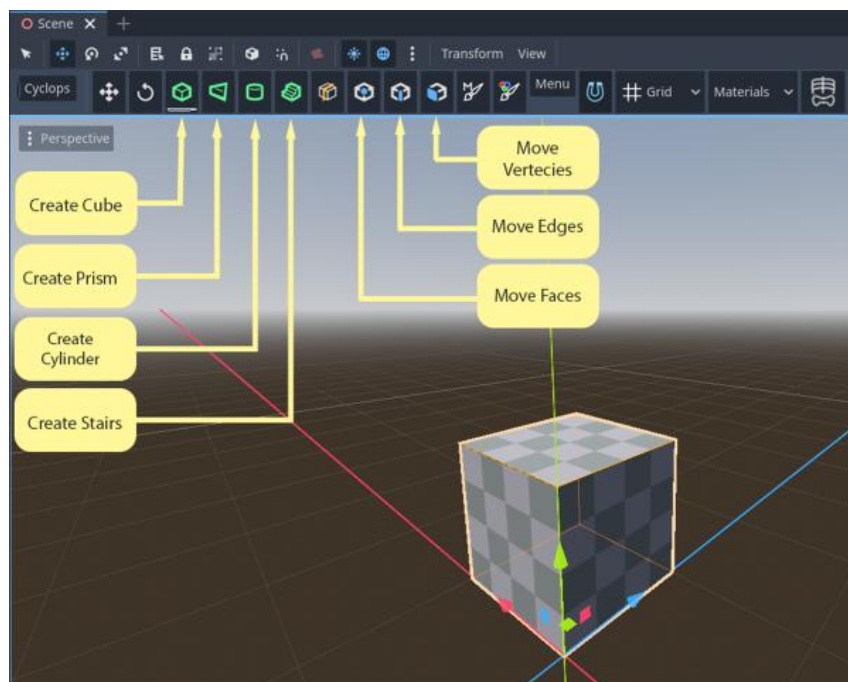 Scene
Transform View
Cyclops
Menu
Grid
Materials
Perspective
Create Cube
Create Prism
Create
Cylinder
Create Stairs
Move
Vertecies
Move Edges
Move Faces